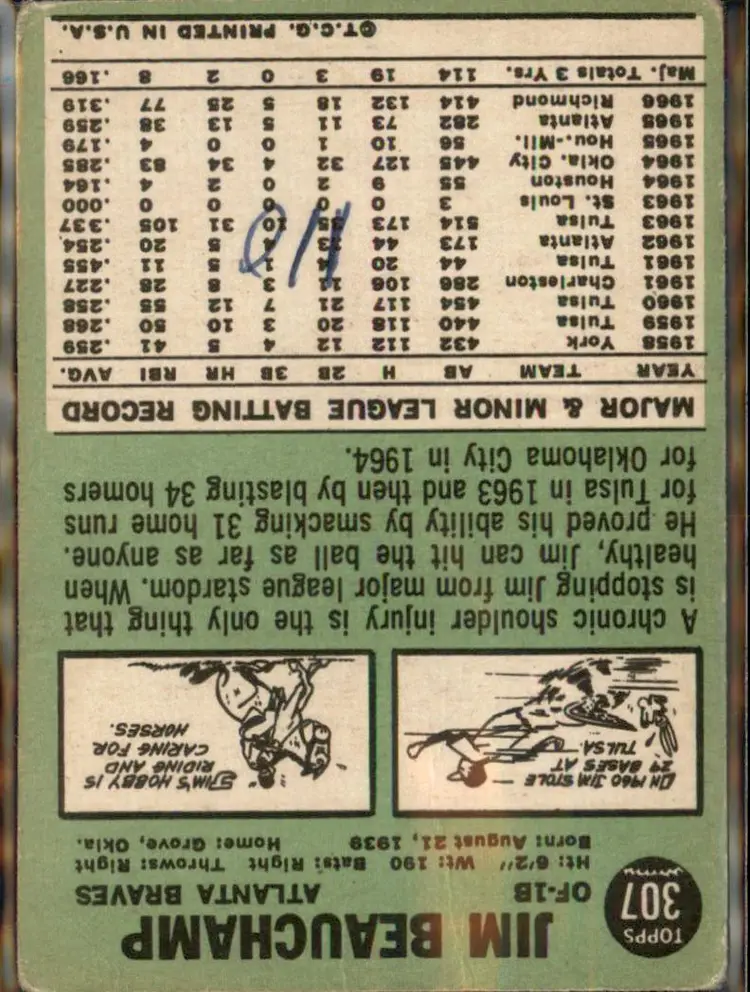 TOPPS
307
JIM BEAUCHAMP
OF-1B ATLANTA BRAVES
Ht: 6'2" Wt: 190 Bats: Right Throws: Right
Born: August 21, 1939 Home: Grove, Okla.
IN 1960 JIM STOLE
29 BASES AT
TULSA.
JIM'S HOBBY IS
RIDING AND
CARING FOR
HORSES.
A chronic shoulder injury is the only thing that
is stopping Jim from major league stardom. When
healthy, Jim can hit the ball as far as anyone.
He proved his ability by smacking 31 home runs
for Tulsa in 1963 and then by blasting 34 homers
for Oklahoma City in 1964.
MAJOR & MINOR LEAGUE BATTING RECORD
YEAR TEAM AB H 2B 3B HR RBI AVG.
1958 York 432 112 12 4 5 41 .259
1959 Tulsa 440 118 20 3 10 50 .268
1960 Tulsa 454 117 21 7 12 55 .258
1961 Charleston 286 106 11 3 8 28 .227
1961 Tulsa 44 20 4 1 5 11 .455
1962 Atlanta 173 44 4 5 20 .254
1963 Tulsa 514 173 35 10 31 105 .337
1963 St. Louis 3 0 0 0 0 0 .000
1964 Houston 55 9 2 0 2 4 .164
1964 Okla. City 445 127 32 4 34 83 .285
1965 Hou.-Mil. 56 10 1 0 0 4 .179
1965 Atlanta 282 73 11 5 13 38 .259
1966 Richmond 414 132 18 5 25 77 .319
Maj. Totals 3 Yrs. 114 19 3 0 2 8 .166
©T.C.G. PRINTED IN U.S.A.